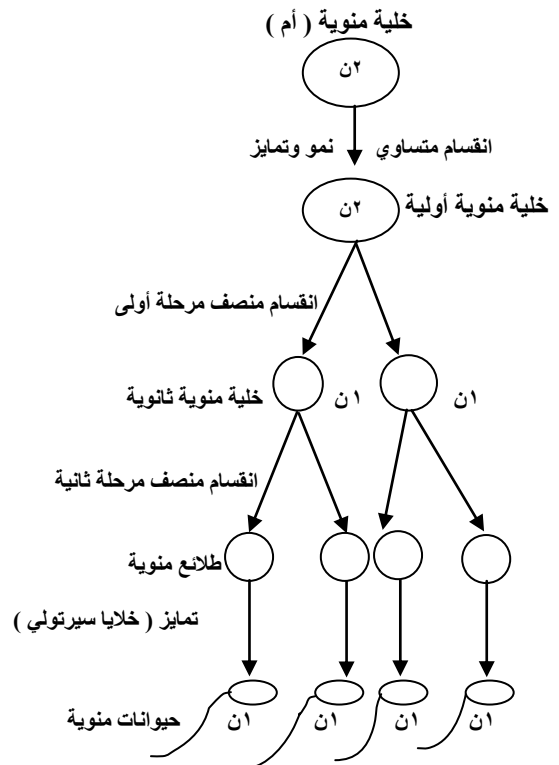 خلية منوية ( أم )
٢ن
انقسام متساوي نمو وتمايز
٢ن خلية منوية أولية
انقسام منصف مرحلة أولى
١ن ١ن خلية منوية ثانوية
انقسام منصف مرحلة ثانية
طلائع منوية
تمايز ( خلايا سيرتولي )
١ن ١ن ١ن ١ن حيوانات منوية